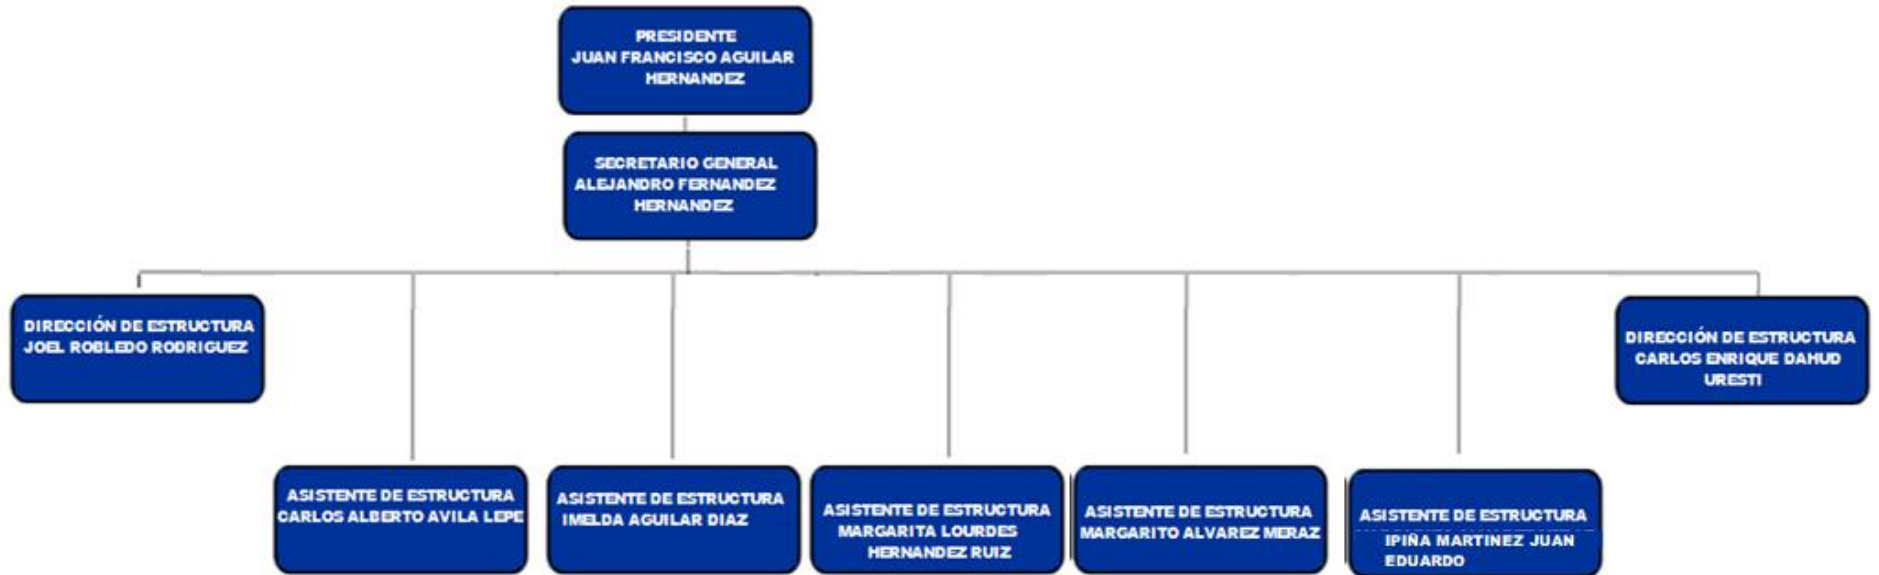 PRESIDENTE
JUAN FRANCISCO AGUILAR
HERNANDEZ
SECRETARIO GENERAL
ALEJANDRO FERNANDEZ
HERNANDEZ
DIRECCIÓN DE ESTRUCTURA
JOEL ROBLEDO RODRIGUEZ
DIRECCIÓN DE ESTRUCTURA
CARLOS ENRIQUE DAHUD
URESTI
ASISTENTE DE ESTRUCTURA
CARLOS ALBERTO AVILA LEPE
ASISTENTE DE ESTRUCTURA
IMELDA AGUILAR DIAZ
ASISTENTE DE ESTRUCTURA
MARGARITA LOURDES
HERNANDEZ RUIZ
ASISTENTE DE ESTRUCTURA
MARGARITO ALVAREZ MERAZ
ASISTENTE DE ESTRUCTURA
IPIÑA MARTINEZ JUAN
EDUARDO